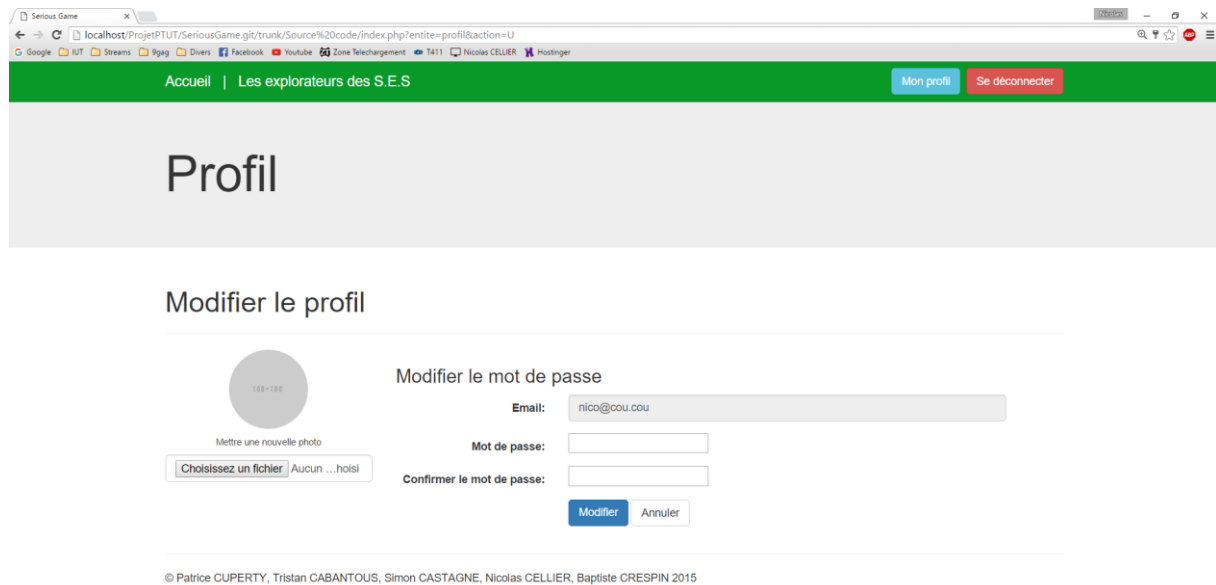 Serious Game
Nicolas
localhost/ProjetPTUT/SeriousGame.git/trunk/Source%20code/index.php?entite=profil&action=U
ABP
Google IUT Streams 9gag Divers Facebook Youtube Zone Telechargement T411 Nicolas CELLIER Hostinger
Accueil | Les explorateurs des S.E.S Mon profil Se déconnecter
Profil
Modifier le profil
Modifier le mot de passe
Email: nico@cou.cou
Mettre une nouvelle photo
Mot de passe:
Choisissez un fichier Aucun …hoisi
Confirmer le mot de passe:
Modifier Annuler
© Patrice CUPERTY, Tristan CABANTOUS, Simon CASTAGNE, Nicolas CELLIER, Baptiste CRESPIN 2015